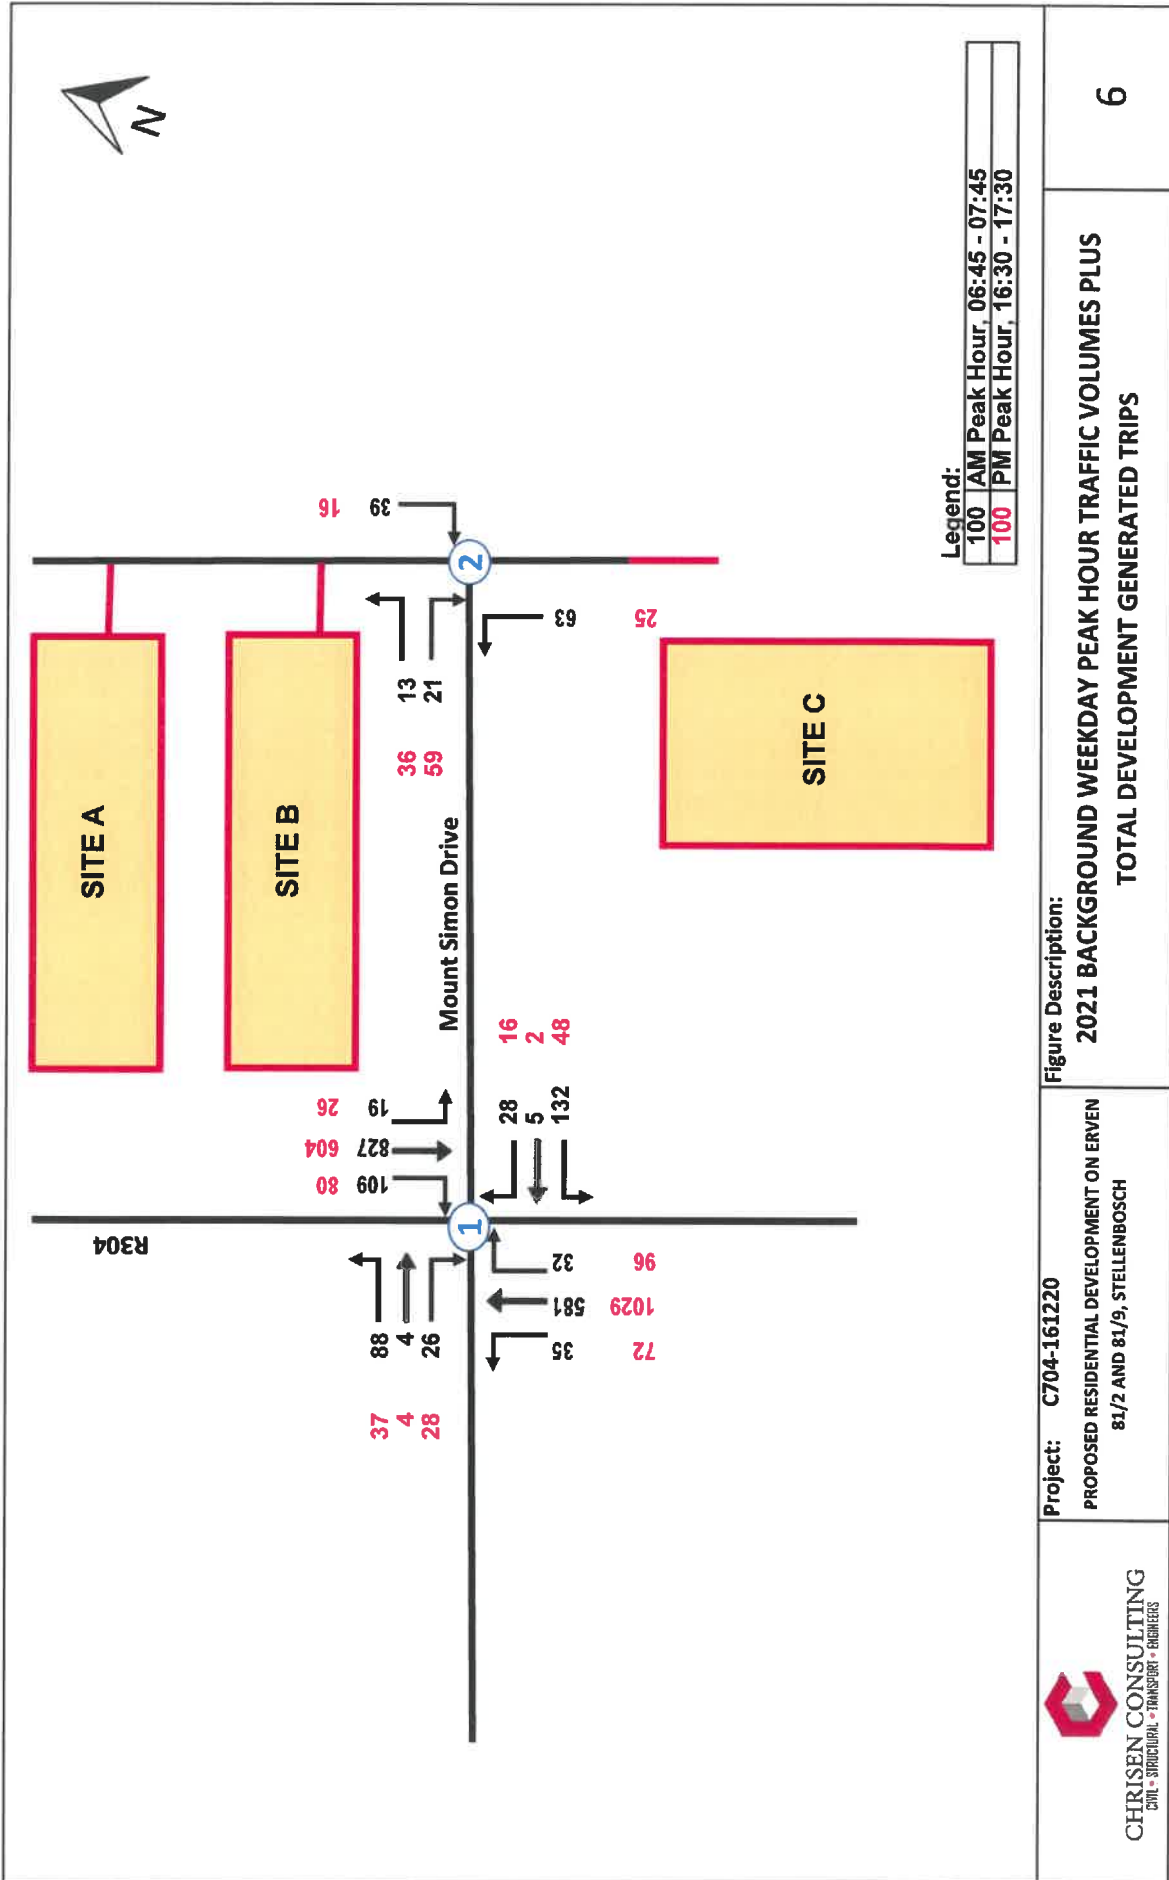 N
SITE A
SITE B
SITE C
R304
Mount Simon Drive
1
2
80 109
604 827
26 19
37 88
4 4
28 26
28 16
5 2
132 48
32 96
581 1029
35 72
36 13
59 21
16 39
63 25
Legend:
100 AM Peak Hour, 06:45 - 07:45
100 PM Peak Hour, 16:30 - 17:30
CHRISEN CONSULTING
CIVIL • STRUCTURAL • TRANSPORT • ENGINEERS
Project: C704-161220
PROPOSED RESIDENTIAL DEVELOPMENT ON ERVEN
81/2 AND 81/9, STELLENBOSCH
Figure Description:
2021 BACKGROUND WEEKDAY PEAK HOUR TRAFFIC VOLUMES PLUS
TOTAL DEVELOPMENT GENERATED TRIPS
6